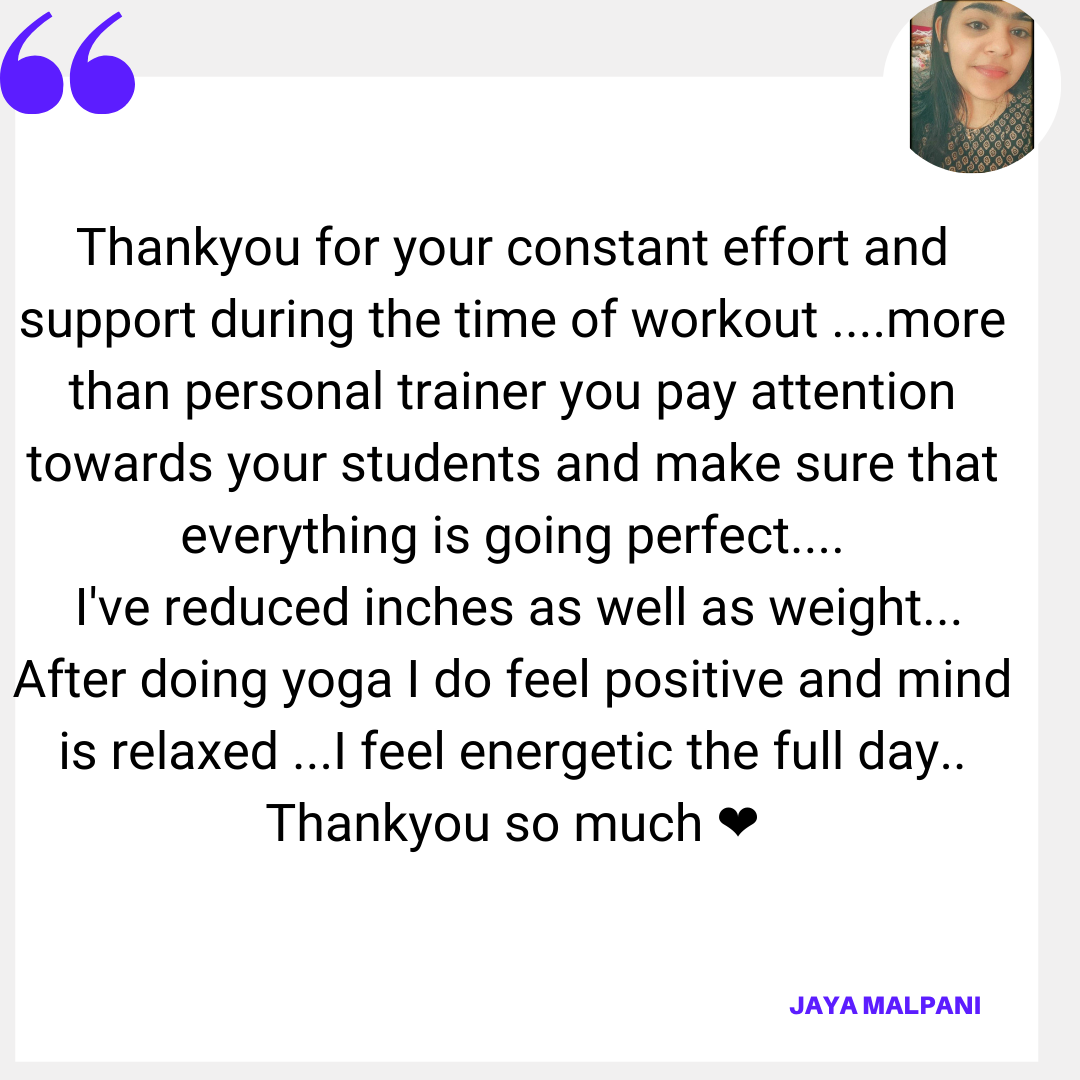 Thankyou for your constant effort and
support during the time of workout ....more
than personal trainer you pay attention
towards your students and make sure that
everything is going perfect....
I've reduced inches as well as weight...
After doing yoga I do feel positive and mind
is relaxed ...I feel energetic the full day..
Thankyou so much ❤
JAYA MALPANI